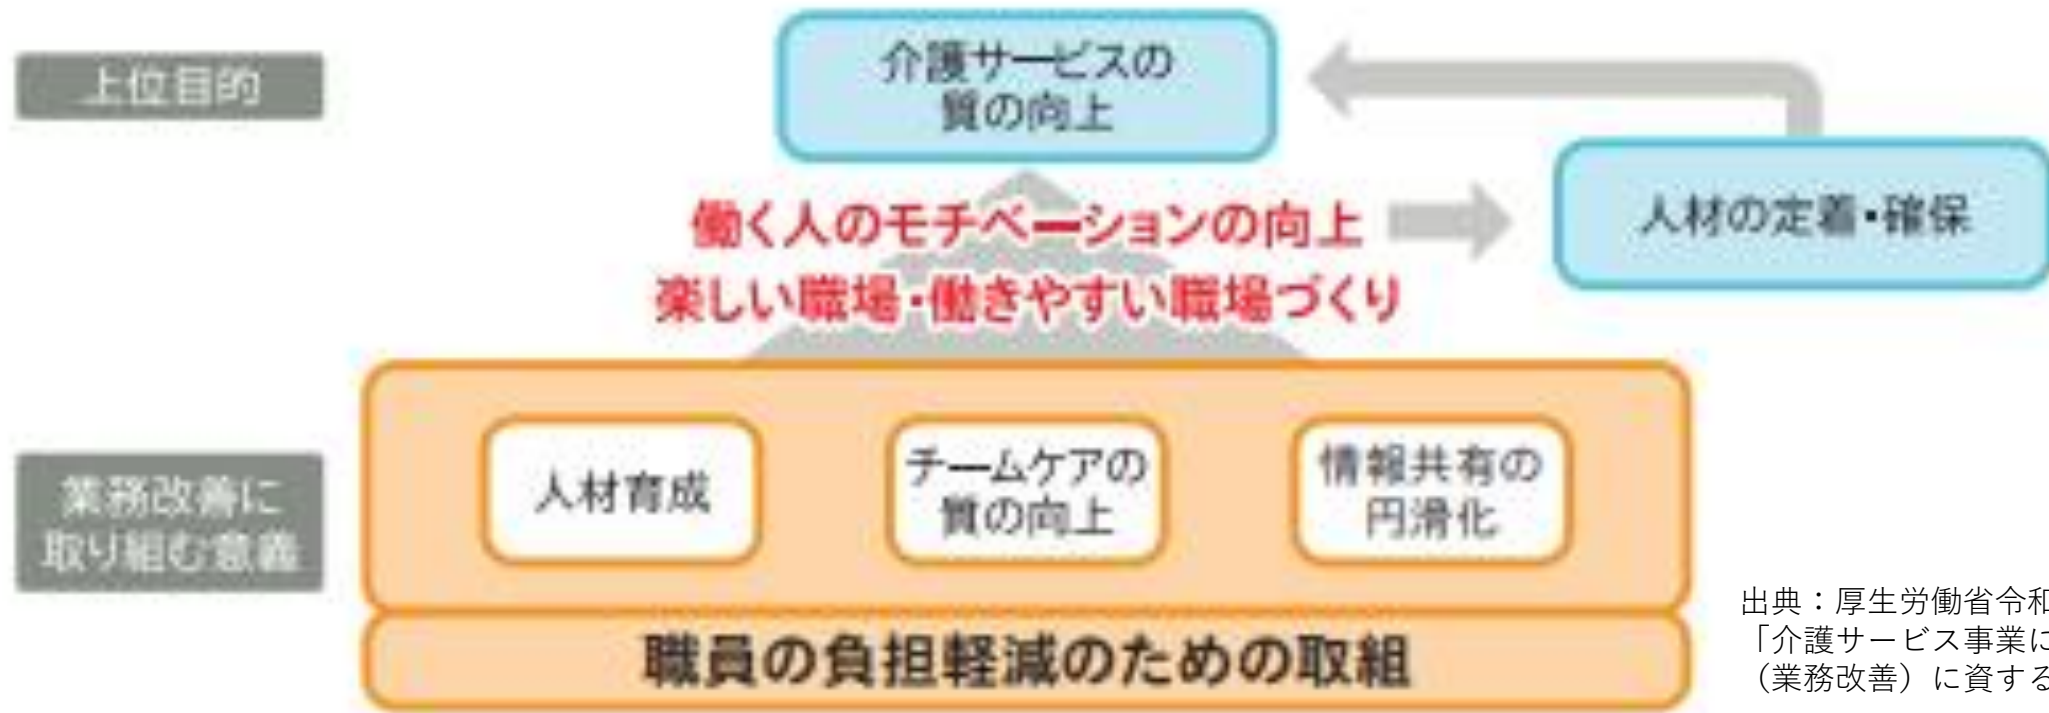 上位目的
介護サービスの
質の向上
人材の定着・確保
働く人のモチベーションの向上
楽しい職場・働きやすい職場づくり
業務改善に
取り組む意義
人材育成
チームケアの
質の向上
情報共有の
円滑化
職員の負担軽減のための取組
出典：厚生労働省令和
「介護サービス事業に
（業務改善）に資する